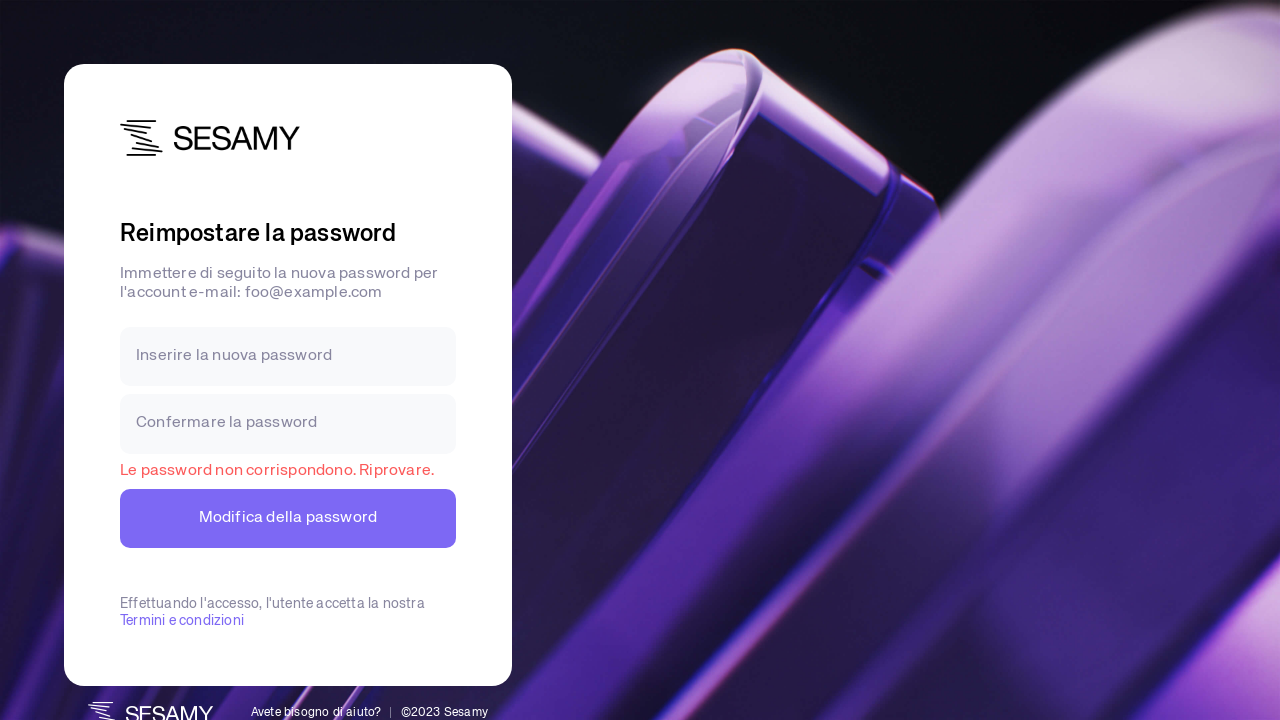 SESAMY
Reimpostare la password
Immettere di seguito la nuova password per
l'account e-mail: foo@example.com
Inserire la nuova password
Confermare la password
Le password non corrispondono. Riprovare.
Modifica della password
Effettuando l'accesso, l'utente accetta la nostra
Termini e condizioni
SESAMY
Avete bisogno di aiuto? | ©2023 Sesamy